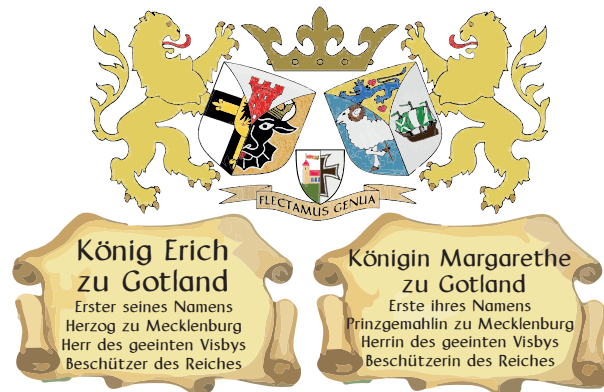 FLECTAMUS GENUA
König Erich
zu Gotland
Erster seines Namens
Herzog zu Mecklenburg
Herr des geeinten Visbys
Beschützer des Reiches
Königin Margarethe
zu Gotland
Erste ihres Namens
Prinzgemahlin zu Mecklenburg
Herrin des geeinten Visbys
Beschützerin des Reiches